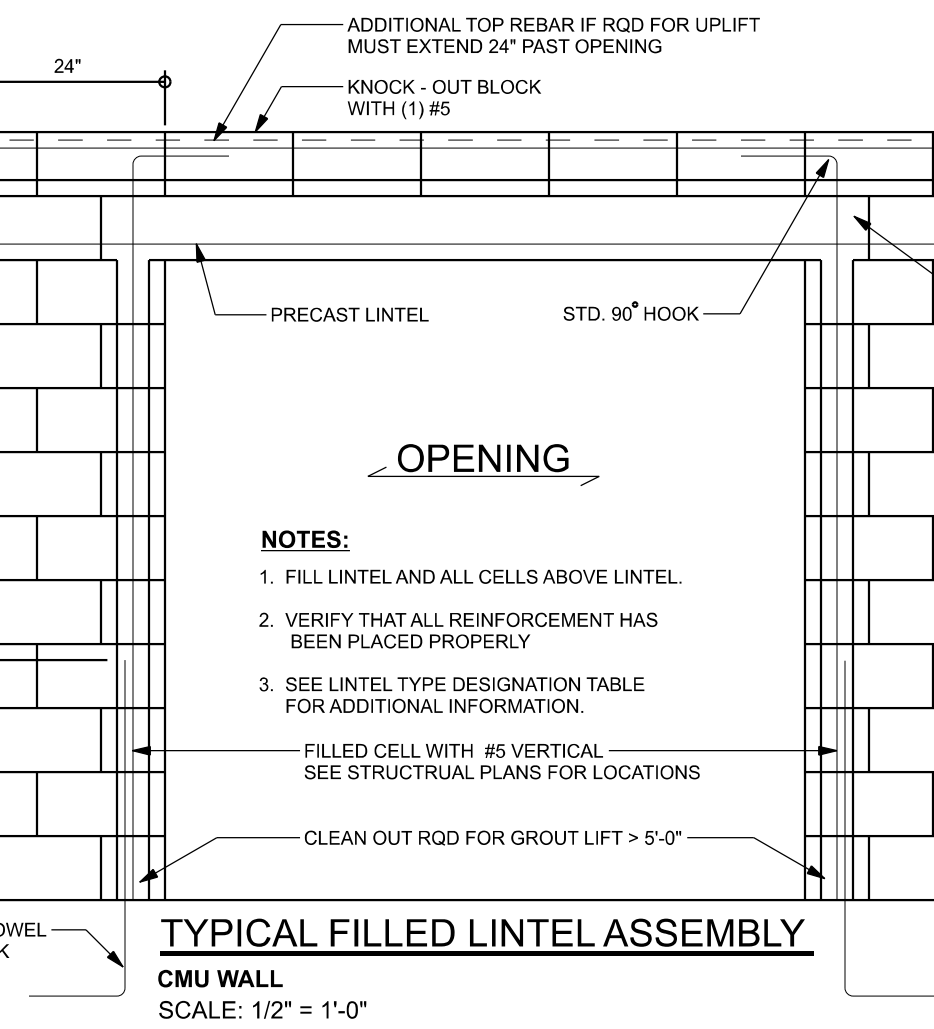 ADDITIONAL TOP REBAR IF RQD FOR UPLIFT
MUST EXTEND 24" PAST OPENING
24"
KNOCK - OUT BLOCK
WITH (1) #5
PRECAST LINTEL
STD. 90° HOOK
OPENING
NOTES:
1. FILL LINTEL AND ALL CELLS ABOVE LINTEL.
2. VERIFY THAT ALL REINFORCEMENT HAS
BEEN PLACED PROPERLY
3. SEE LINTEL TYPE DESIGNATION TABLE
FOR ADDITIONAL INFORMATION.
FILLED CELL WITH #5 VERTICAL
SEE STRUCTRUAL PLANS FOR LOCATIONS
CLEAN OUT RQD FOR GROUT LIFT > 5'-0"
TYPICAL FILLED LINTEL ASSEMBLY
CMU WALL
SCALE: 1/2" = 1'-0"